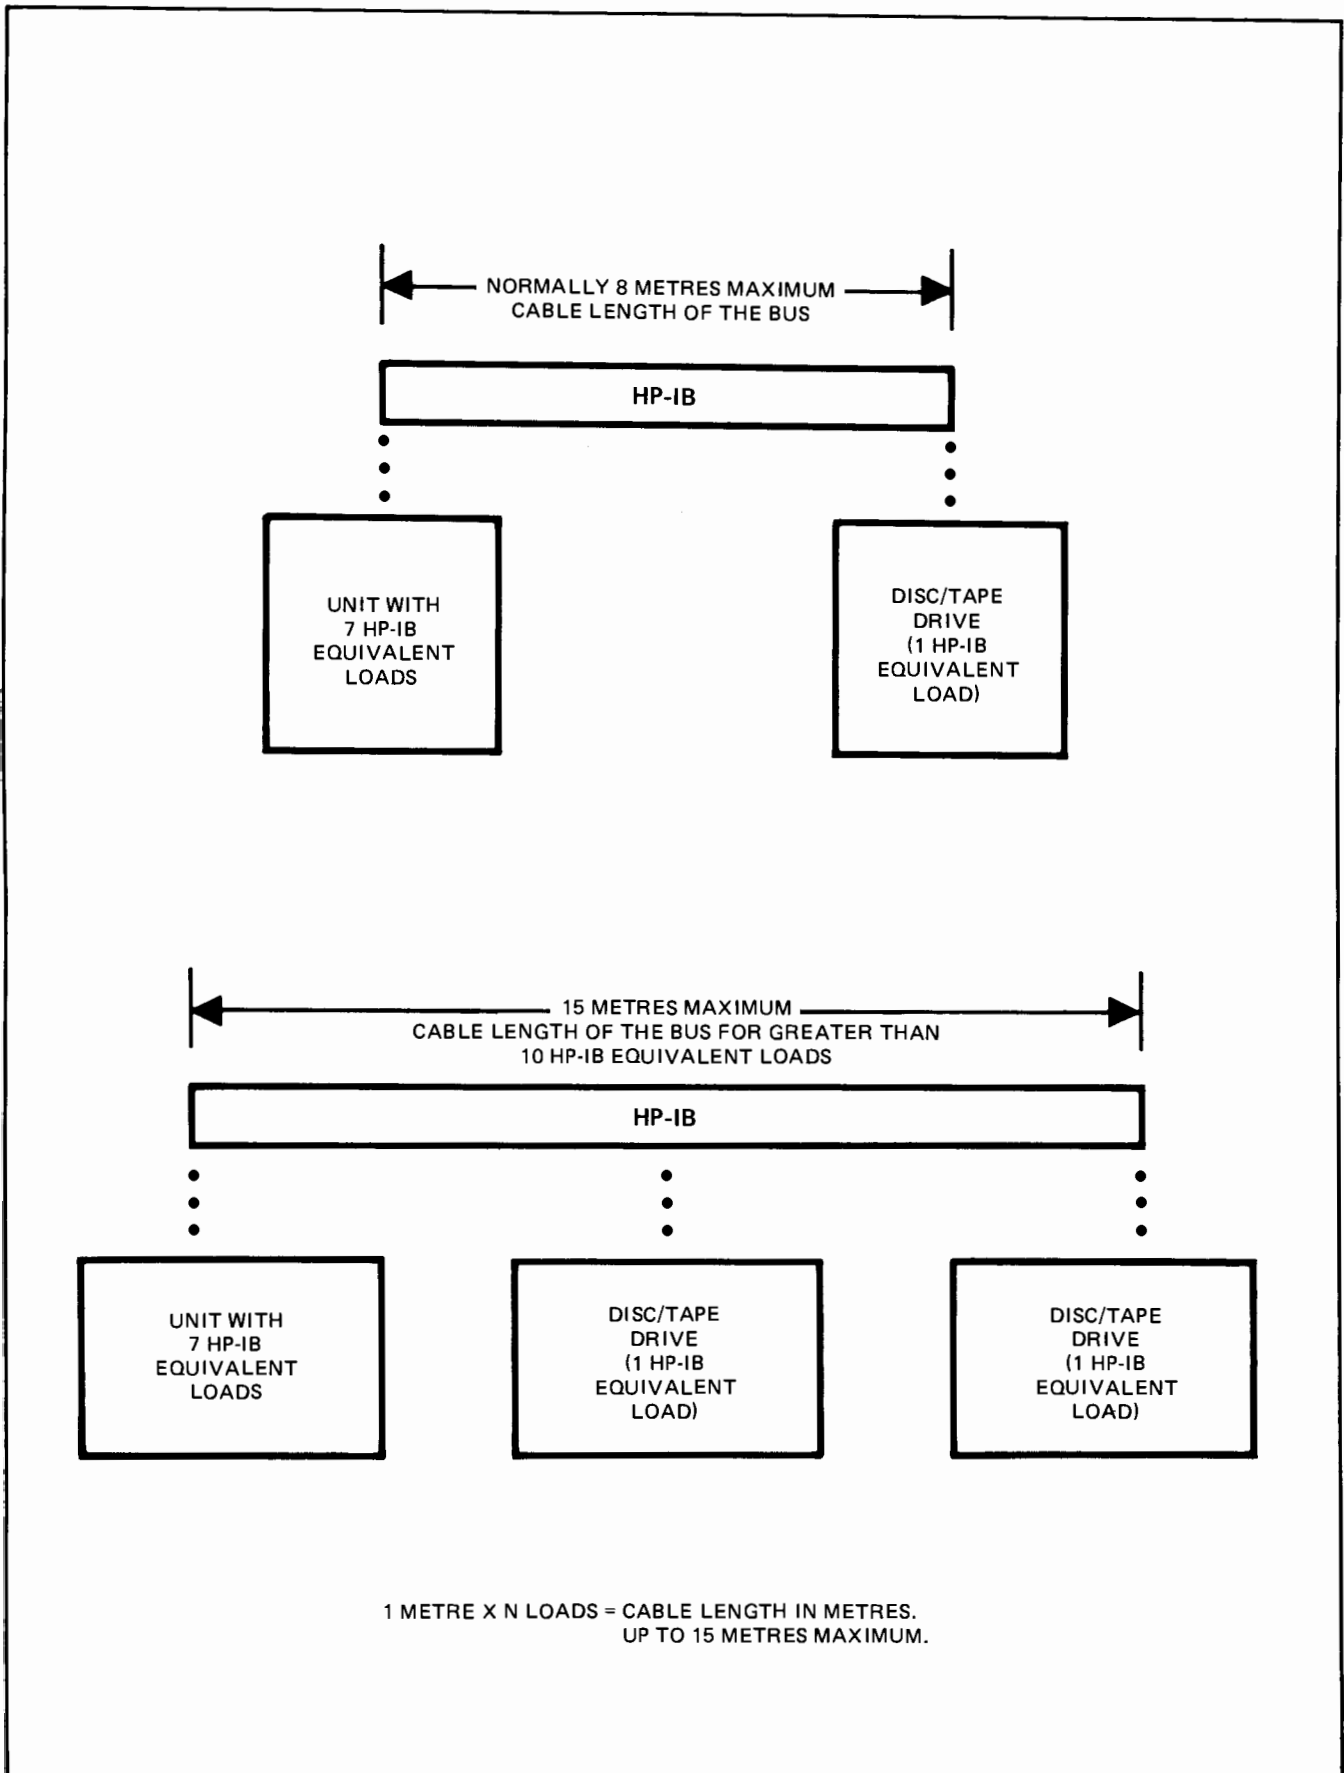 NORMALLY 8 METRES MAXIMUM
CABLE LENGTH OF THE BUS
HP-IB
UNIT WITH
7 HP-IB
EQUIVALENT
LOADS
DISC/TAPE
DRIVE
(1 HP-IB
EQUIVALENT
LOAD)
15 METRES MAXIMUM
CABLE LENGTH OF THE BUS FOR GREATER THAN
10 HP-IB EQUIVALENT LOADS
HP-IB
UNIT WITH
7 HP-IB
EQUIVALENT
LOADS
DISC/TAPE
DRIVE
(1 HP-IB
EQUIVALENT
LOAD)
DISC/TAPE
DRIVE
(1 HP-IB
EQUIVALENT
LOAD)
1 METRE X N LOADS = CABLE LENGTH IN METRES.
UP TO 15 METRES MAXIMUM.